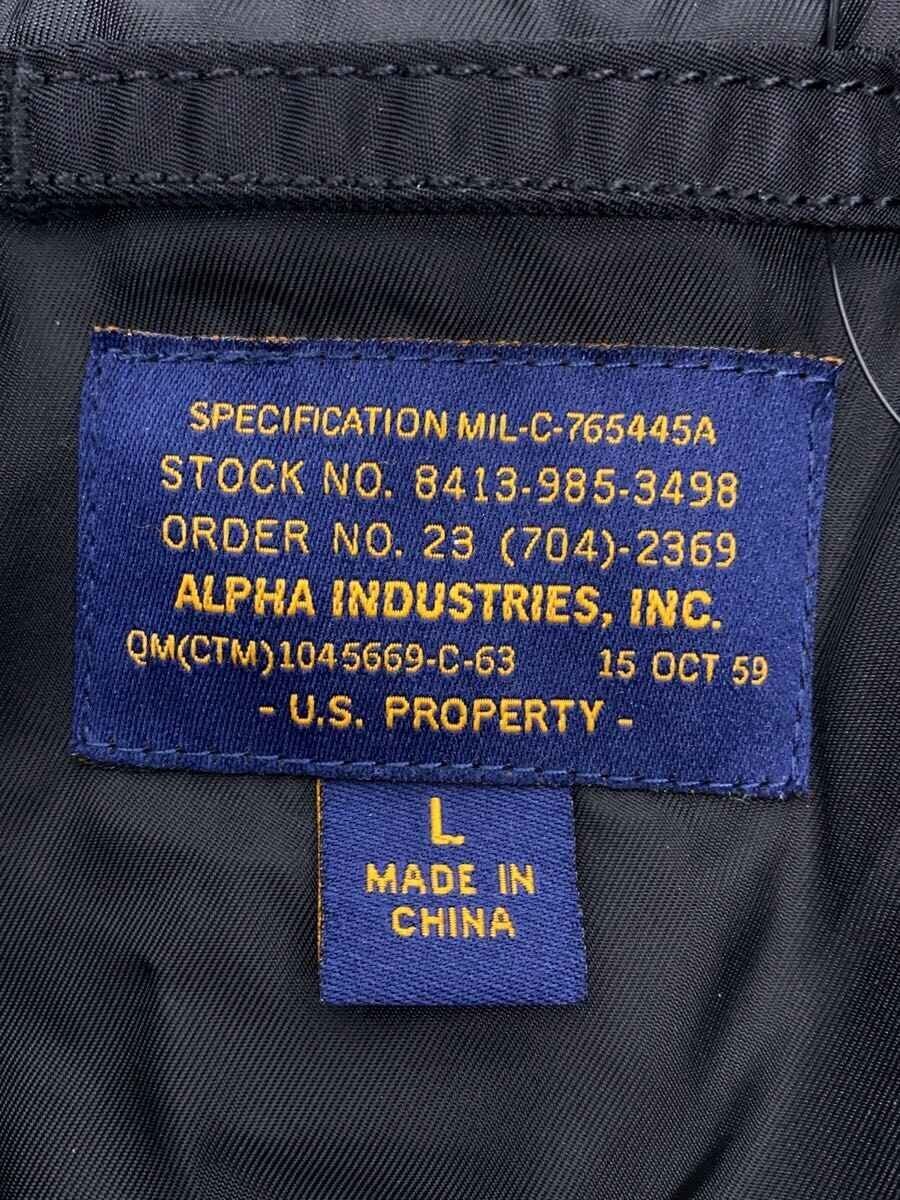 SPECIFICATION MIL-C-765445A
STOCK NO. 8413-985-3498
ORDER NO. 23 (704)-2369
ALPHA INDUSTRIES, INC.
QM(CTM)1045669-C-63 15 OCT 59
- U.S. PROPERTY -
L
MADE IN
CHINA